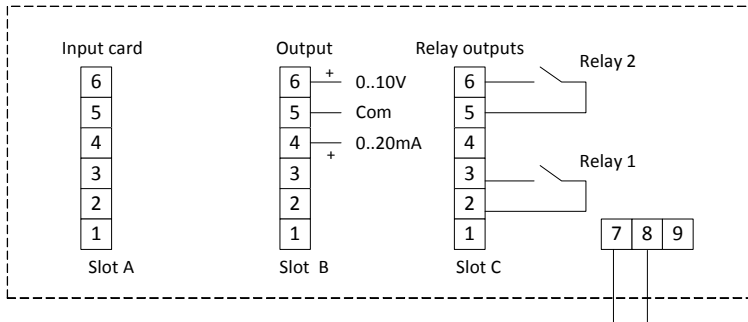 Input card
Output
Relay outputs
6
5
4
3
2
1
Slot A
6
5
4
3
2
1
+
0..10V
Com
0..20mA
+
Slot B
6
5
4
3
2
1
Slot C
Relay 2
Relay 1
7 8 9